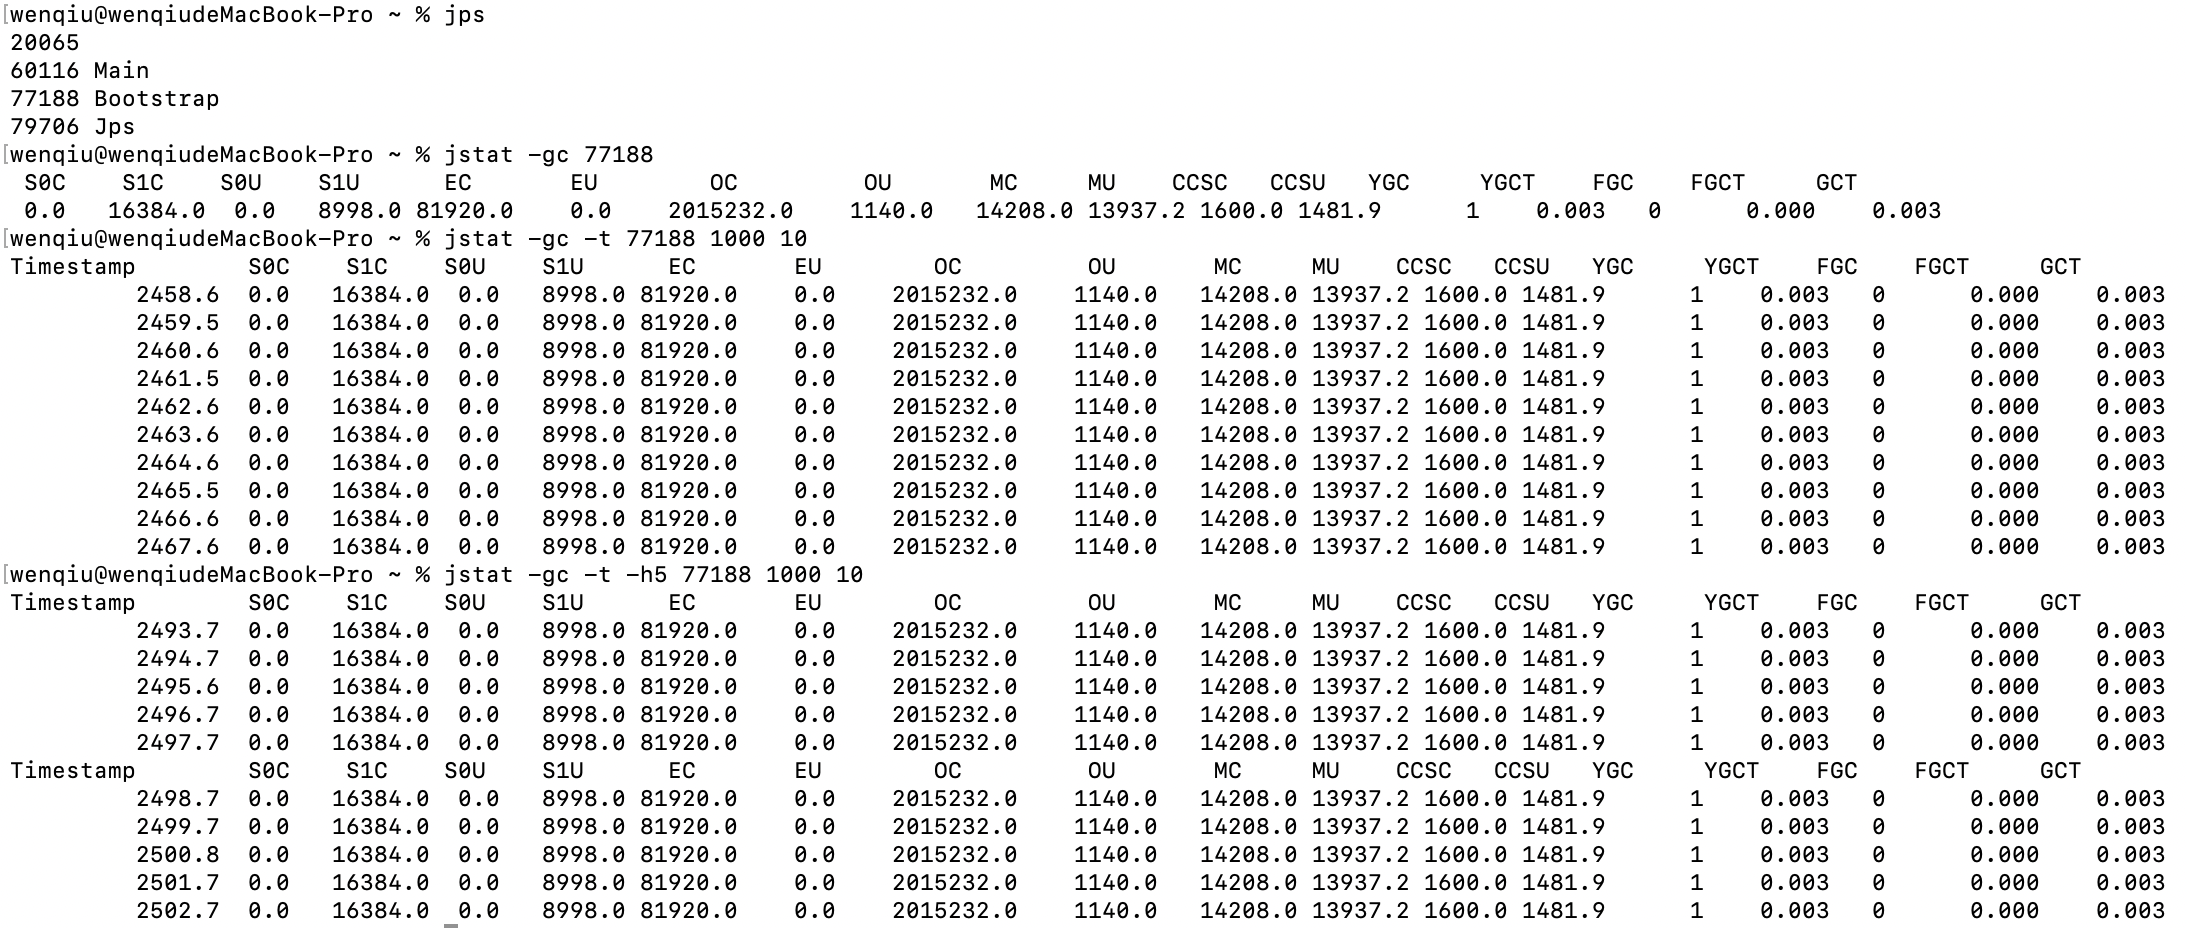 [wenqiu@wenqiudeMacBook-Pro ~ % jps
20065
60116 Main
77188 Bootstrap
79706 Jps
[wenqiu@wenqiudeMacBook-Pro ~ % jstat -gc 77188
S0C S1C S0U S1U EC EU OC OU MC MU CCSC CCSU YGC YGCT FGC FGCT GCT
0.0 16384.0 0.0 8998.0 81920.0 0.0 2015232.0 1140.0 14208.0 13937.2 1600.0 1481.9 1 0.003 0 0.000 0.003
[wenqiu@wenqiudeMacBook-Pro ~ % jstat -gc -t 77188 1000 10
Timestamp S0C S1C S0U S1U EC EU OC OU MC MU CCSC CCSU YGC YGCT FGC FGCT GCT
2458.6 0.0 16384.0 0.0 8998.0 81920.0 0.0 2015232.0 1140.0 14208.0 13937.2 1600.0 1481.9 1 0.003 0 0.000 0.003
2459.5 0.0 16384.0 0.0 8998.0 81920.0 0.0 2015232.0 1140.0 14208.0 13937.2 1600.0 1481.9 1 0.003 0 0.000 0.003
2460.6 0.0 16384.0 0.0 8998.0 81920.0 0.0 2015232.0 1140.0 14208.0 13937.2 1600.0 1481.9 1 0.003 0 0.000 0.003
2461.5 0.0 16384.0 0.0 8998.0 81920.0 0.0 2015232.0 1140.0 14208.0 13937.2 1600.0 1481.9 1 0.003 0 0.000 0.003
2462.6 0.0 16384.0 0.0 8998.0 81920.0 0.0 2015232.0 1140.0 14208.0 13937.2 1600.0 1481.9 1 0.003 0 0.000 0.003
2463.6 0.0 16384.0 0.0 8998.0 81920.0 0.0 2015232.0 1140.0 14208.0 13937.2 1600.0 1481.9 1 0.003 0 0.000 0.003
2464.6 0.0 16384.0 0.0 8998.0 81920.0 0.0 2015232.0 1140.0 14208.0 13937.2 1600.0 1481.9 1 0.003 0 0.000 0.003
2465.5 0.0 16384.0 0.0 8998.0 81920.0 0.0 2015232.0 1140.0 14208.0 13937.2 1600.0 1481.9 1 0.003 0 0.000 0.003
2466.6 0.0 16384.0 0.0 8998.0 81920.0 0.0 2015232.0 1140.0 14208.0 13937.2 1600.0 1481.9 1 0.003 0 0.000 0.003
2467.6 0.0 16384.0 0.0 8998.0 81920.0 0.0 2015232.0 1140.0 14208.0 13937.2 1600.0 1481.9 1 0.003 0 0.000 0.003
[wenqiu@wenqiudeMacBook-Pro ~ % jstat -gc -t -h5 77188 1000 10
Timestamp S0C S1C S0U S1U EC EU OC OU MC MU CCSC CCSU YGC YGCT FGC FGCT GCT
2493.7 0.0 16384.0 0.0 8998.0 81920.0 0.0 2015232.0 1140.0 14208.0 13937.2 1600.0 1481.9 1 0.003 0 0.000 0.003
2494.7 0.0 16384.0 0.0 8998.0 81920.0 0.0 2015232.0 1140.0 14208.0 13937.2 1600.0 1481.9 1 0.003 0 0.000 0.003
2495.6 0.0 16384.0 0.0 8998.0 81920.0 0.0 2015232.0 1140.0 14208.0 13937.2 1600.0 1481.9 1 0.003 0 0.000 0.003
2496.7 0.0 16384.0 0.0 8998.0 81920.0 0.0 2015232.0 1140.0 14208.0 13937.2 1600.0 1481.9 1 0.003 0 0.000 0.003
2497.7 0.0 16384.0 0.0 8998.0 81920.0 0.0 2015232.0 1140.0 14208.0 13937.2 1600.0 1481.9 1 0.003 0 0.000 0.003
Timestamp S0C S1C S0U S1U EC EU OC OU MC MU CCSC CCSU YGC YGCT FGC FGCT GCT
2498.7 0.0 16384.0 0.0 8998.0 81920.0 0.0 2015232.0 1140.0 14208.0 13937.2 1600.0 1481.9 1 0.003 0 0.000 0.003
2499.7 0.0 16384.0 0.0 8998.0 81920.0 0.0 2015232.0 1140.0 14208.0 13937.2 1600.0 1481.9 1 0.003 0 0.000 0.003
2500.8 0.0 16384.0 0.0 8998.0 81920.0 0.0 2015232.0 1140.0 14208.0 13937.2 1600.0 1481.9 1 0.003 0 0.000 0.003
2501.7 0.0 16384.0 0.0 8998.0 81920.0 0.0 2015232.0 1140.0 14208.0 13937.2 1600.0 1481.9 1 0.003 0 0.000 0.003
2502.7 0.0 16384.0 0.0 8998.0 81920.0 0.0 2015232.0 1140.0 14208.0 13937.2 1600.0 1481.9 1 0.003 0 0.000 0.003